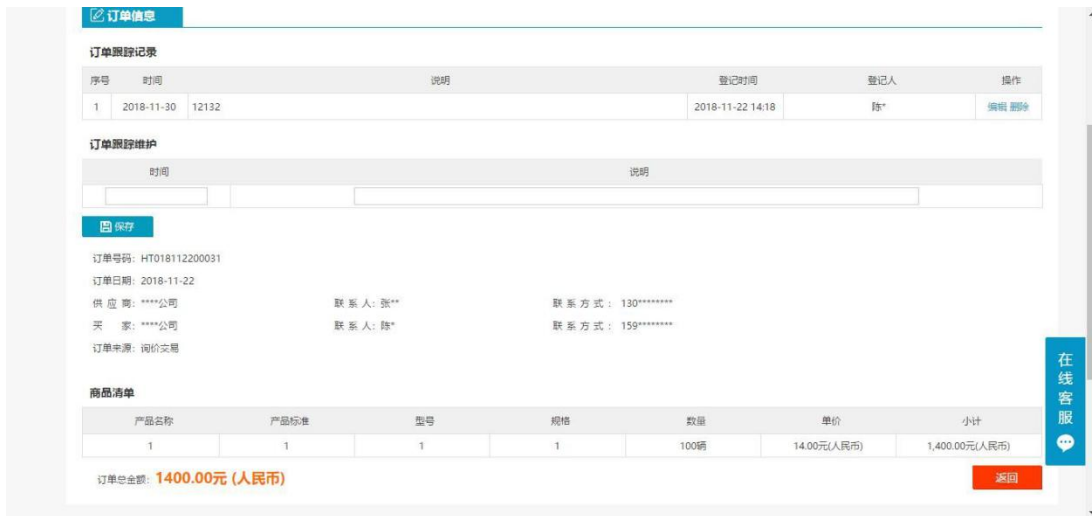 订单信息
订单跟踪记录
序号 时间 说明 登记时间 登记人 操作
1 2018-11-30 12132 2018-11-22 14:18 陈* 编辑 删除
订单跟踪维护
时间 说明
保存
订单号码: HT018112200031
订单日期: 2018-11-22
供 应 商: ****公司 联 系 人: 张** 联 系 方 式 : 130********
买 家: ****公司 联 系 人: 陈* 联 系 方 式 : 159********
订单来源: 询价交易
商品清单
产品名称 产品标准 型号 规格 数量 单价 小计
1 1 1 1 100辆 14.00元(人民币) 1,400.00元(人民币)
订单总金额: 1400.00元 (人民币)
返回
在线客服